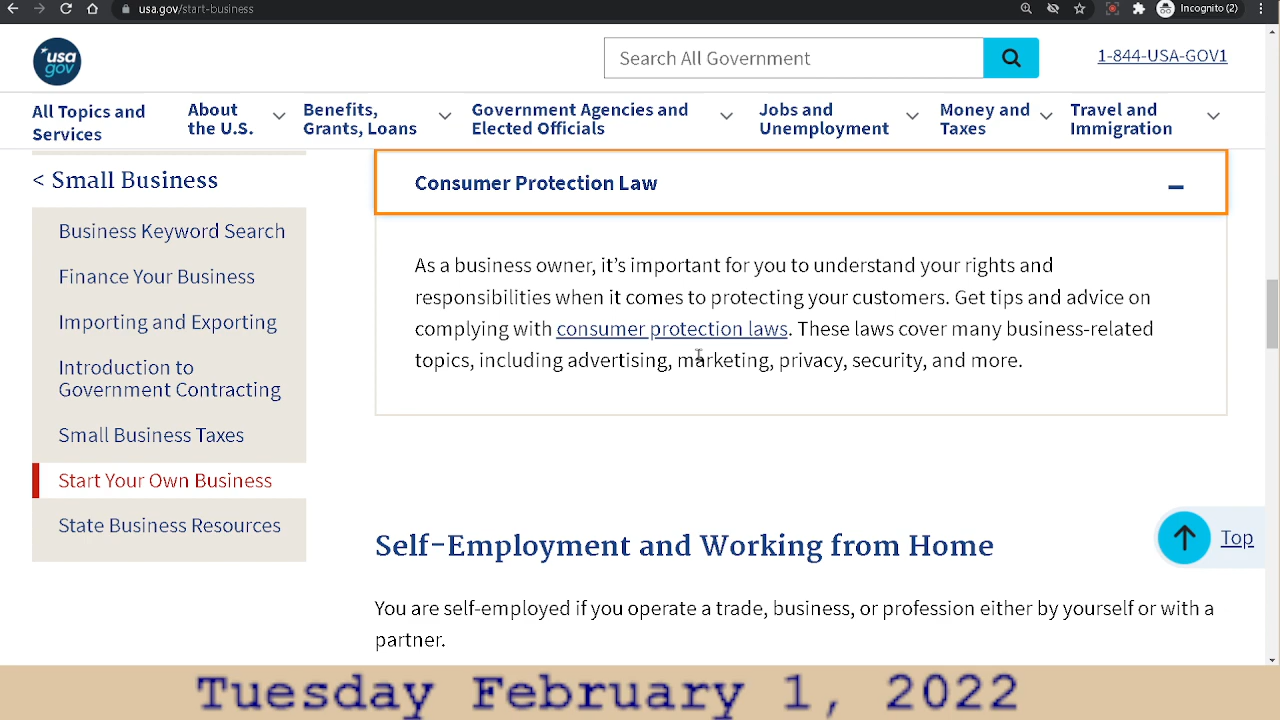 usa.gov/start-business
Incognito (2)
usa
gov
Search All Government
1-844-USA-GOV1
All Topics and
Services
About
the U.S.
Benefits,
Grants, Loans
Government Agencies and
Elected Officials
Jobs and
Unemployment
Money and
Taxes
Travel and
Immigration
< Small Business
Business Keyword Search
Finance Your Business
Importing and Exporting
Introduction to
Government Contracting
Small Business Taxes
Start Your Own Business
State Business Resources
Consumer Protection Law
As a business owner, it's important for you to understand your rights and
responsibilities when it comes to protecting your customers. Get tips and advice on
complying with consumer protection laws. These laws cover many business-related
topics, including advertising, marketing, privacy, security, and more.
Self-Employment and Working from Home
You are self-employed if you operate a trade, business, or profession either by yourself or with a
partner.
Top
Tuesday February 1, 2022